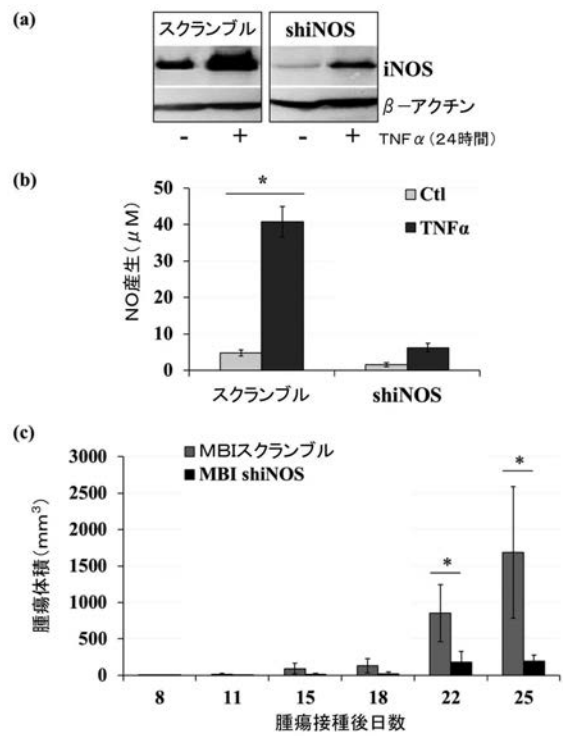 (a)
スクランブル shiNOS
iNOS
β-アクチン
- + - + TNFα(24時間)
(b)
*
Ctl
TNFα
NO産生(μM)
50
40
30
20
10
0
スクランブル shiNOS
(c)
MBIスクランブル
MBI shiNOS
*
*
腫瘍体積(mm³)
3000
2500
2000
1500
1000
500
0
8 11 15 18 22 25
腫瘍接種後日数